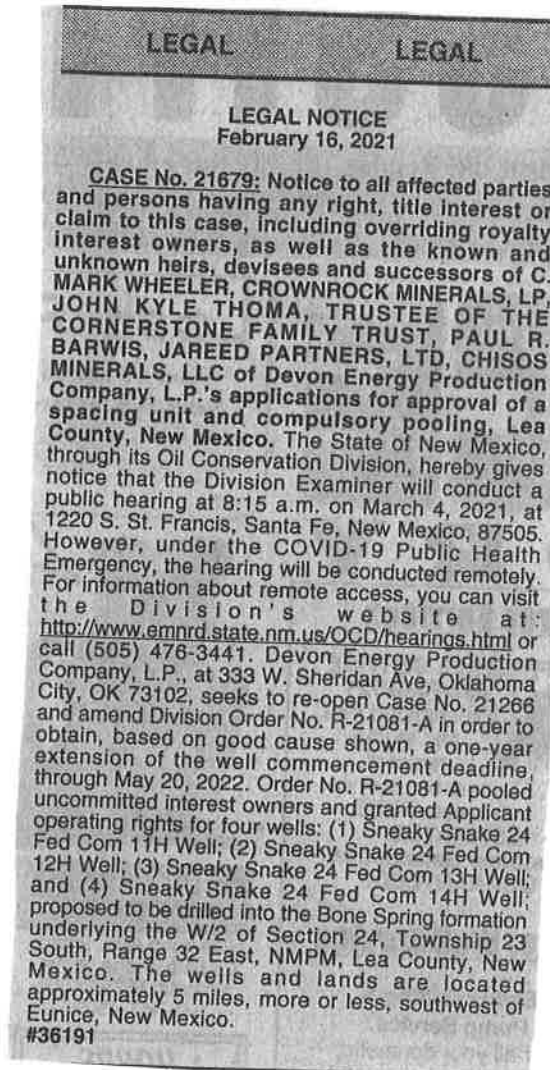 LEGAL LEGAL
LEGAL NOTICE
February 16, 2021
CASE No. 21679: Notice to all affected parties
and persons having any right, title interest or
claim to this case, including overriding royalty
interest owners, as well as the known and
unknown heirs, devisees and successors of C.
MARK WHEELER, CROWNROCK MINERALS, LP,
JOHN KYLE THOMA, TRUSTEE OF THE
CORNERSTONE FAMILY TRUST, PAUL R.
BARWIS, JAREED PARTNERS, LTD, CHISOS
MINERALS, LLC of Devon Energy Production
Company, L.P.'s applications for approval of a
spacing unit and compulsory pooling, Lea
County, New Mexico. The State of New Mexico,
through its Oil Conservation Division, hereby gives
notice that the Division Examiner will conduct a
public hearing at 8:15 a.m. on March 4, 2021, at
1220 S. St. Francis, Santa Fe, New Mexico, 87505.
However, under the COVID-19 Public Health
Emergency, the hearing will be conducted remotely.
For information about remote access, you can visit
the Division's website at:
http://www.emnrd.state.nm.us/OCD/hearings.html or
call (505) 476-3441. Devon Energy Production
Company, L.P., at 333 W. Sheridan Ave, Oklahoma
City, OK 73102, seeks to re-open Case No. 21266
and amend Division Order No. R-21081-A in order to
obtain, based on good cause shown, a one-year
extension of the well commencement deadline,
through May 20, 2022. Order No. R-21081-A pooled
uncommitted interest owners and granted Applicant
operating rights for four wells: (1) Sneaky Snake 24
Fed Com 11H Well; (2) Sneaky Snake 24 Fed Com
12H Well; (3) Sneaky Snake 24 Fed Com 13H Well;
and (4) Sneaky Snake 24 Fed Com 14H Well;
proposed to be drilled into the Bone Spring formation
underlying the W/2 of Section 24, Township 23
South, Range 32 East, NMPM, Lea County, New
Mexico. The wells and lands are located
approximately 5 miles, more or less, southwest of
Eunice, New Mexico.
#36191